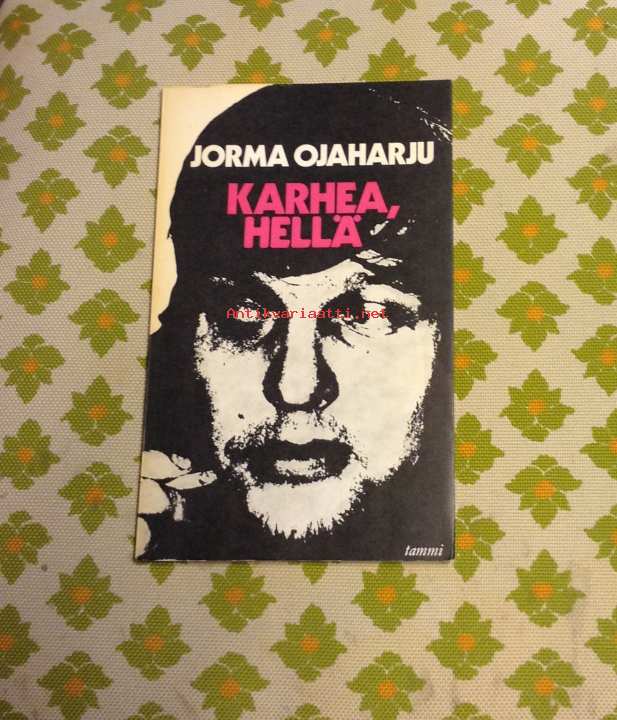 JORMA OJAHARJU
KARHEA,
HELLÄ
Antikvariaatti.net
tammi